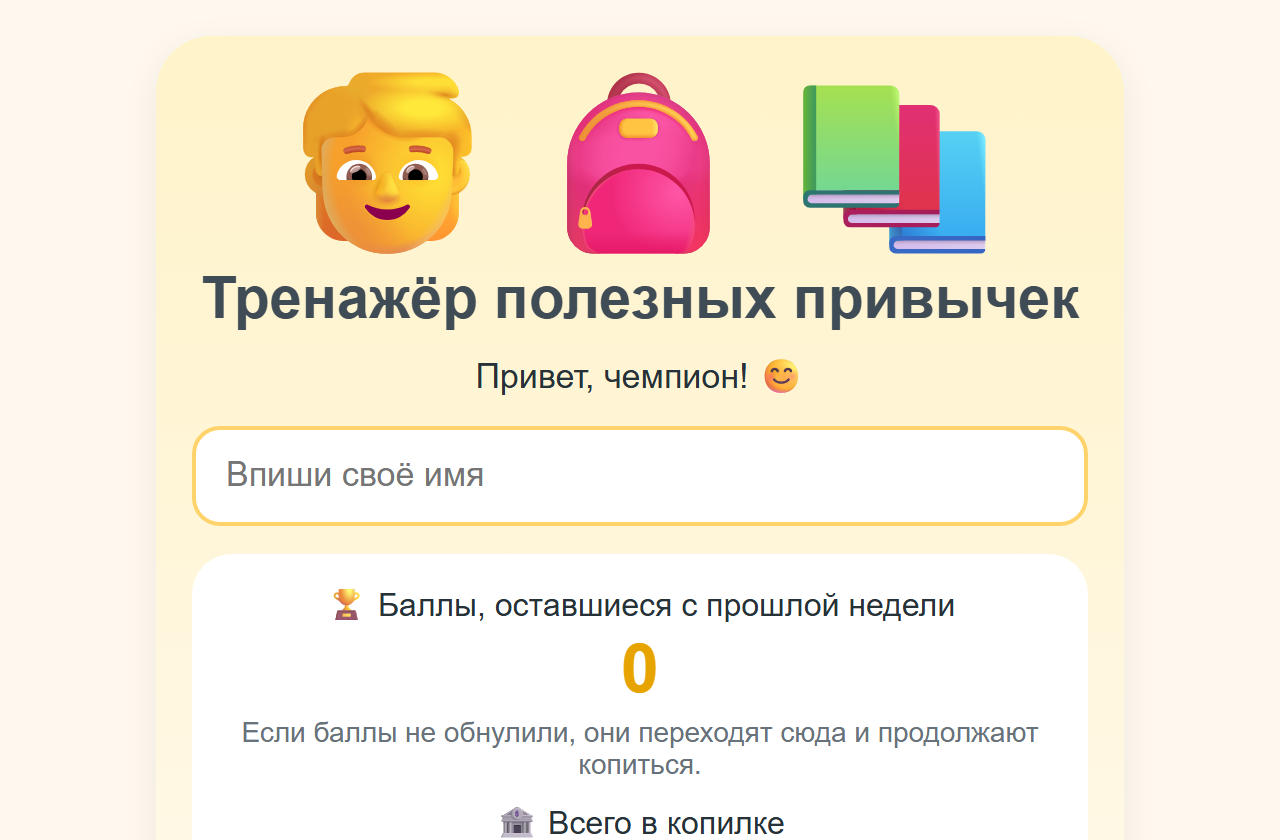 Тренажёр полезных привычек
Привет, чемпион! 😊
Впиши своё имя
🏆 Баллы, оставшиеся с прошлой недели
0
Если баллы не обнулили, они переходят сюда и продолжают
копиться.
🏦 Всего в копилке